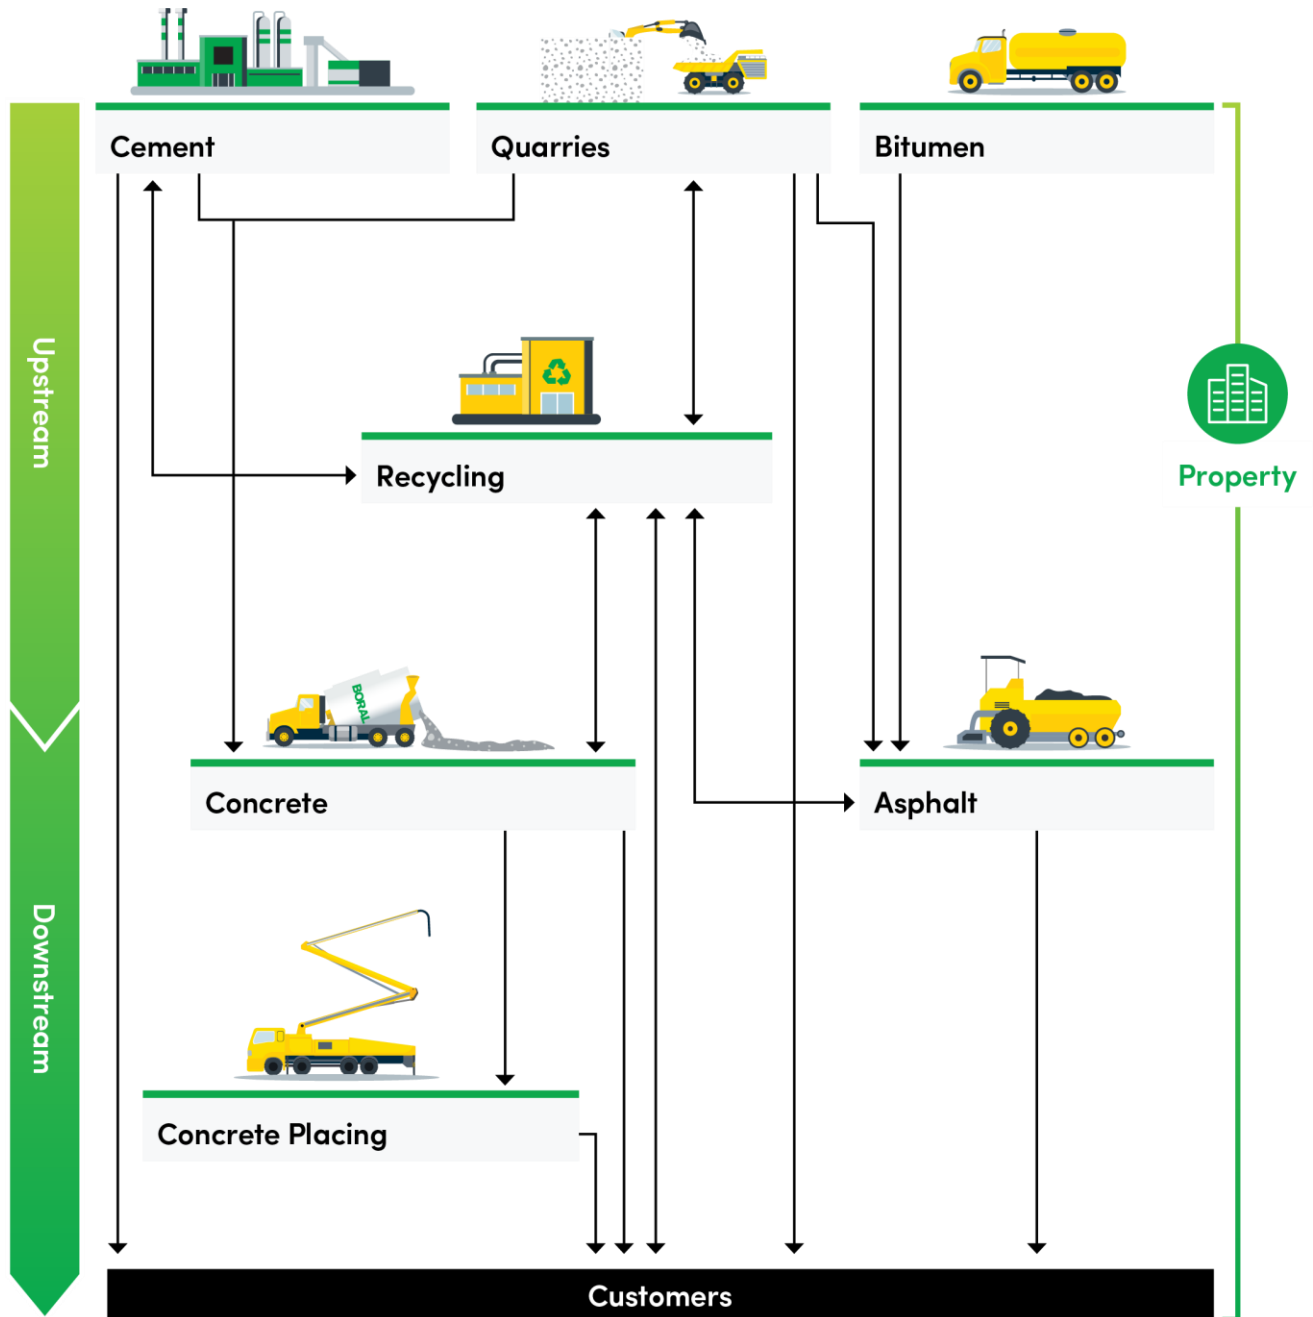 Cement
Quarries
Bitumen
Upstream
Recycling
Property
BORAL
Concrete
Asphalt
Downstream
Concrete Placing
Customers